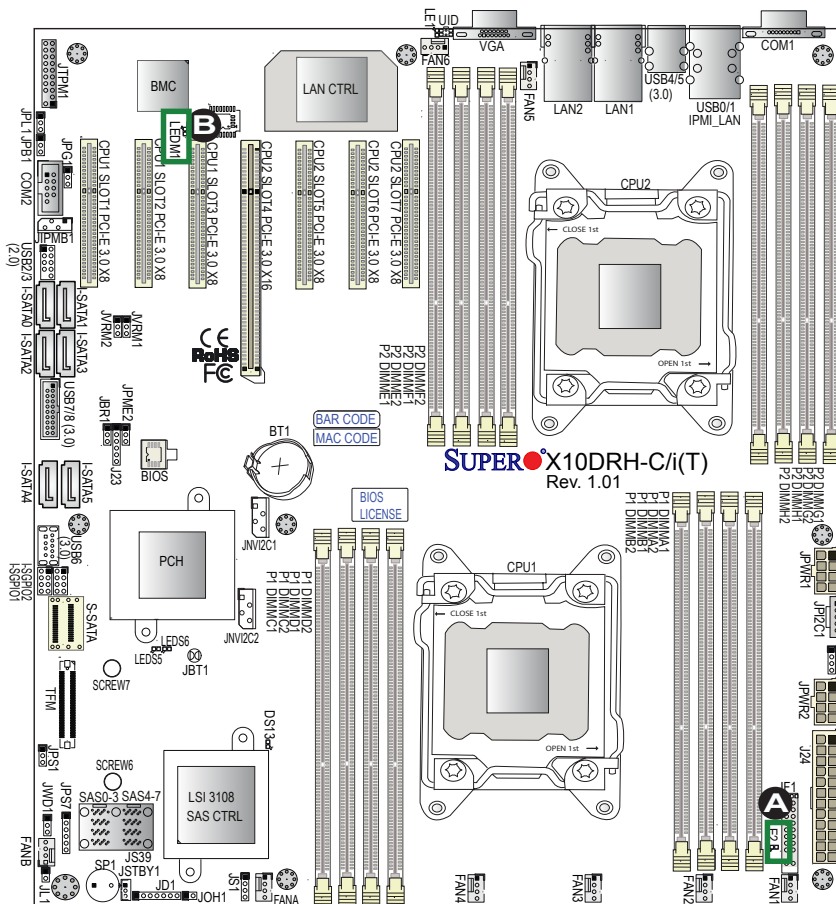 LE1
UID
VGA
FAN6
FAN5
LAN2
LAN1
USB4/5
(3.0)
USB0/1
IPMI_LAN
COM1
JTPM1
BMC
LAN CTRL
B
LEDM1
JPL1
JPB1
JPG1
COM2
JIPMB1
CPU1 SLOT1 PCI-E 3.0 X8
CPU1 SLOT2 PCI-E 3.0 X8
CPU1 SLOT3 PCI-E 3.0 X8
CPU2 SLOT4 PCI-E 3.0 X16
CPU2 SLOT5 PCI-E 3.0 X8
CPU2 SLOT6 PCI-E 3.0 X8
CPU2 SLOT7 PCI-E 3.0 X8
CPU2
CLOSE 1st
OPEN 1st
USB2/3
(2.0)
I-SATA0
I-SATA1
I-SATA2
I-SATA3
JVRM2
JVRM1
CE
RoHS
FC
P2 DIMME1
P2 DIMME2
P2 DIMMF1
P2 DIMMF2
USB7/8 (3.0)
JBR1
JPME2
J23
BIOS
BT1
BAR CODE
MAC CODE
SUPER X10DRH-C/i(T)
Rev. 1.01
P2 DIMMH2
P2 DIMMH1
P2 DIMMG2
P2 DIMMG1
I-SATA4
I-SATA5
BIOS
LICENSE
JNVI2C1
USB6
(3.0)
PCH
I-SGPIO1
I-SGPIO2
S-SATA
JNVI2C2
P1 DIMMC1
P1 DIMMC2
P1 DIMMD1
P1 DIMMD2
P1 DIMMB2
P1 DIMMB1
P1 DIMMA2
P1 DIMMA1
CPU1
CLOSE 1st
OPEN 1st
JPWR1
JPI2C1
JPWR2
J24
LEDS6
LEDS5
JBT1
SCREW7
TFM
DS13
JPS1
SCREW6
SAS0-3 SAS4-7
LSI 3108
SAS CTRL
JWD1
JPS7
FANB
JS39
JSTBY1
SP1
JL1
JD1
JOH1
JS1
FANA
FAN4
FAN3
FAN2
FAN1
A